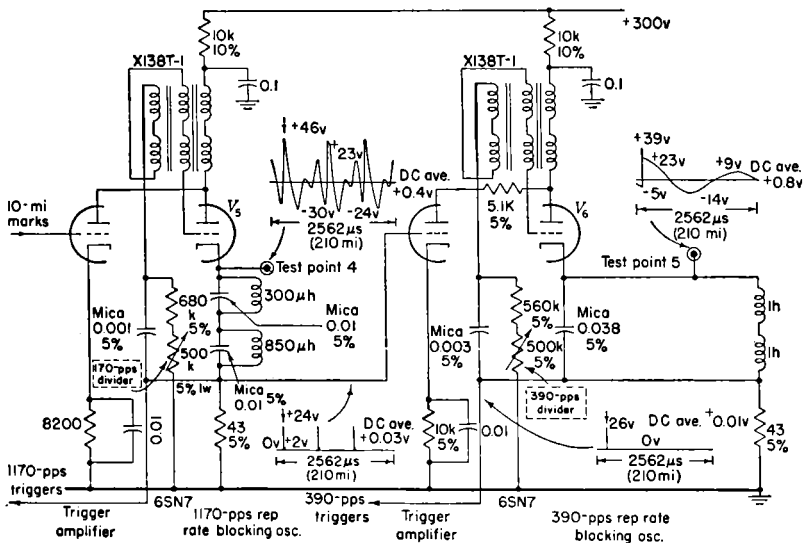 +300v
10k
10%
10k
10%
X138T-1
X138T-1
0.1
0.1
+46v
+23v
DC ave.
+0.4v
-30v
-24v
2562μs
(210 mi)
+39v
+23v
+9v
DC ave.
+0.8v
-5v
-14v
2562μs
(210 mi)
10-mi
marks
V5
5.1K
5%
V6
Test point 4
Test point 5
300μh
Mica
0.001
5%
680
k
5%
Mica
0.01
5%
850μh
500
k
5% 1w
Mica 5%
0.01
1170-pps
divider
Mica
0.003
5%
560k
5%
500k
5%
Mica
0.038
5%
1h
1h
390-pps
divider
8200
0.01
43
5%
+24v
0v
+2v
DC ave.
+0.03v
2562μs
(210mi)
10k
5%
0.01
26v
DC ave. +0.01v
0v
2562μs
(210mi)
43
5%
1170-pps
triggers
390-pps
triggers
Trigger
amplifier
6SN7
1170-pps rep
rate blocking osc.
Trigger
amplifier
6SN7
390-pps rep rate
blocking osc.